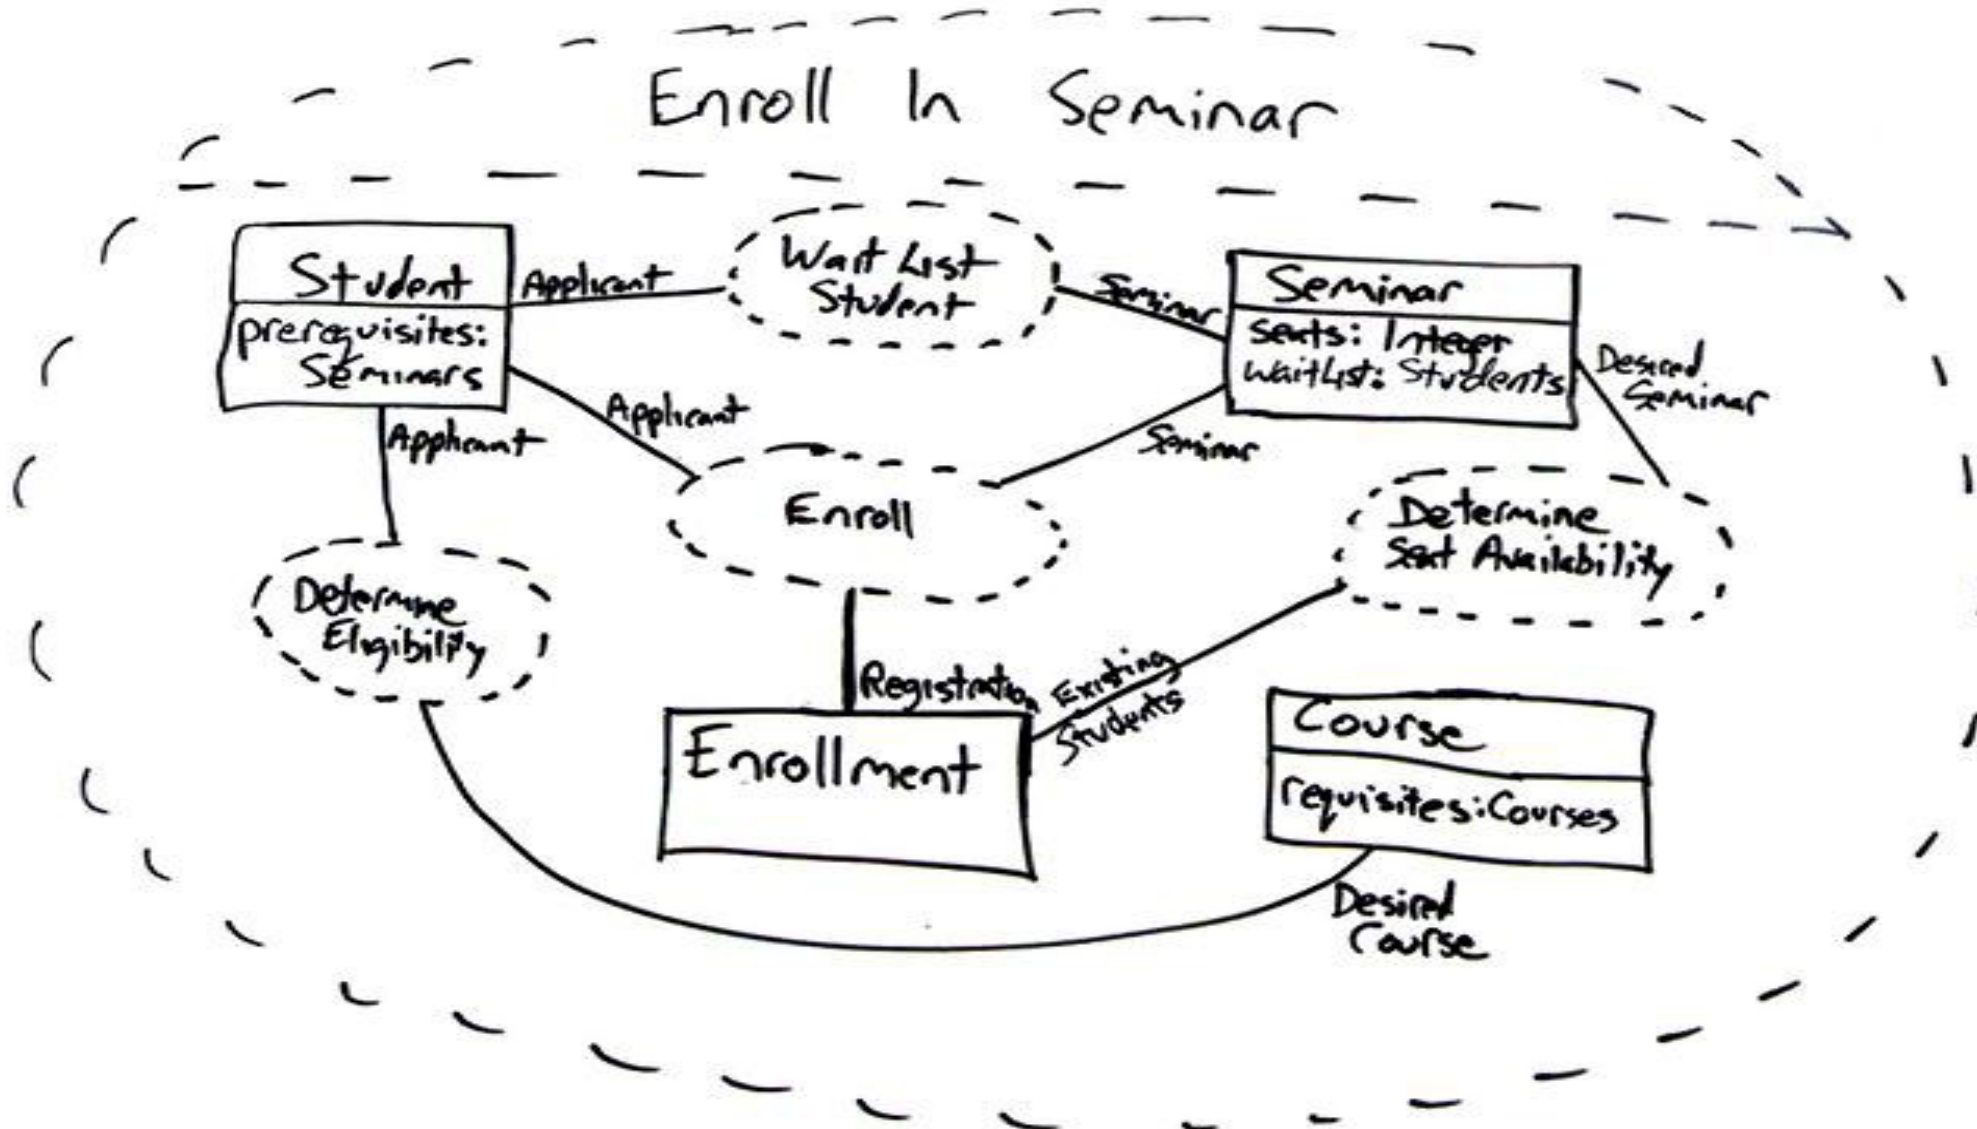 Enroll In Seminar
Student
prerequisites:
Seminars
Applicant
Wait List
Student
Seminar
Seminar
seats: Integer
waitlist: Students
Desired
Seminar
Applicant
Applicant
Seminar
Enroll
Determine
Seat Availability
Determine
Eligibility
Registration
Existing
Students
Enrollment
Course
requisites: Courses
Desired
Course